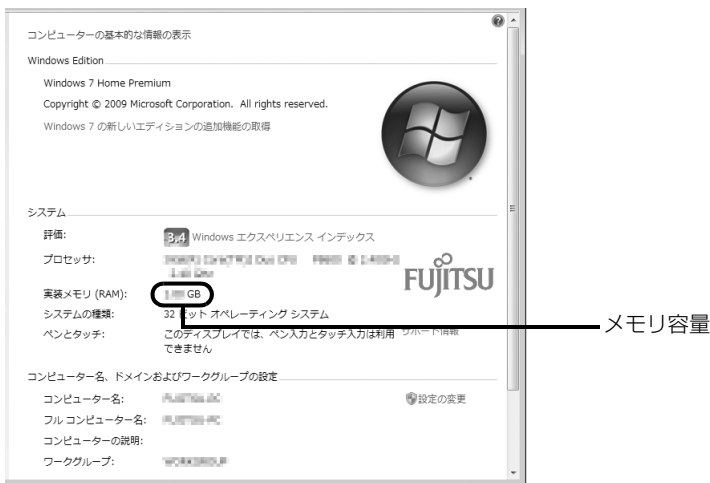 コンピューターの基本的な情報の表示
Windows Edition
Windows 7 Home Premium
Copyright © 2009 Microsoft Corporation. All rights reserved.
Windows 7 の新しいエディションの追加機能の取得
システム
評価:
3.4 Windows エクスペリエンス インデックス
プロセッサ:
FUJITSU
実装メモリ (RAM): GB
システムの種類: 32 ビット オペレーティング システム
メモリ容量
ペンとタッチ: このディスプレイでは、ペン入力とタッチ入力は利用できません
サポート情報
コンピューター名、ドメインおよびワークグループの設定
コンピューター名:
設定の変更
フル コンピューター名:
コンピューターの説明:
ワークグループ: